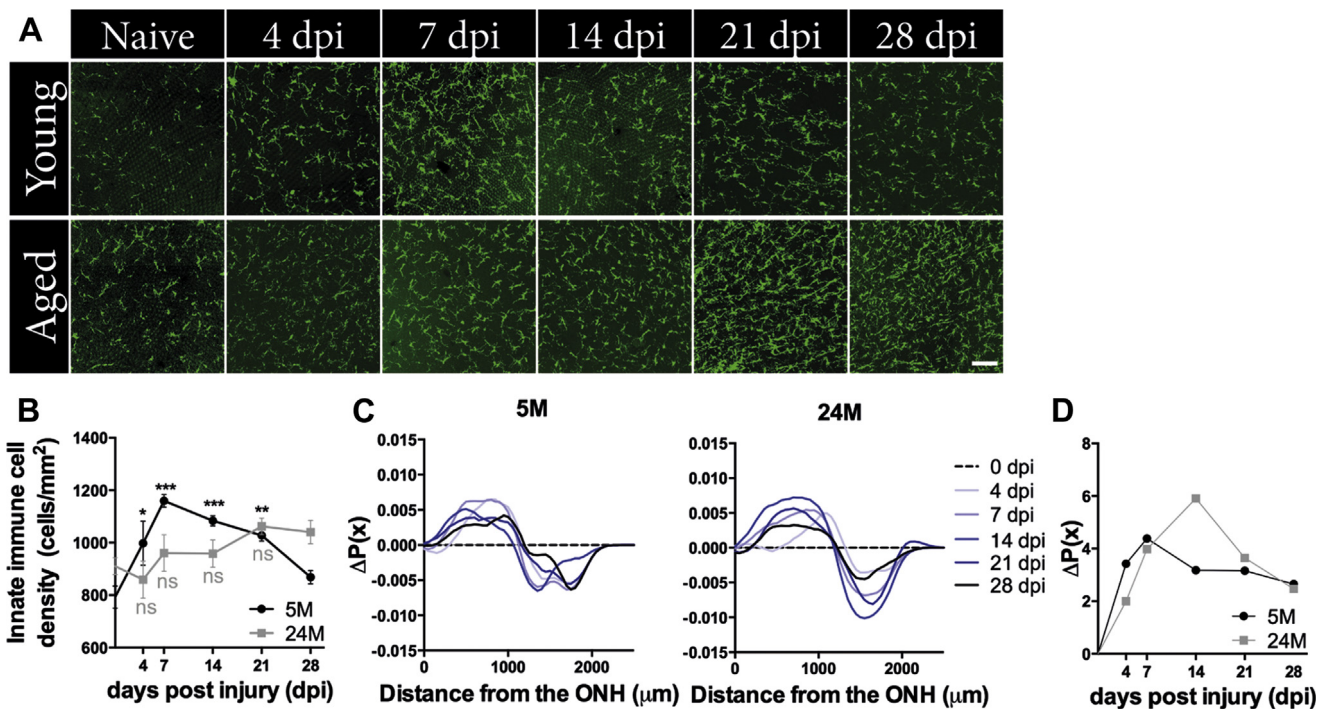 A
Naive 4 dpi 7 dpi 14 dpi 21 dpi 28 dpi
Young
Aged
B
Innate immune cell
density (cells/mm²)
1400
1200
1000
800
600
* *** *** **
ns ns ns ns
5M
24M
4 7 14 21 28
days post injury (dpi)
C
5M
ΔP(x)
0.015
0.010
0.005
0.000
-0.005
-0.010
-0.015
0 1000 2000
Distance from the ONH (μm)
24M
0.015
0.010
0.005
0.000
-0.005
-0.010
-0.015
0 1000 2000
Distance from the ONH (μm)
0 dpi
4 dpi
7 dpi
14 dpi
21 dpi
28 dpi
D
ΔP(x)
8
6
4
2
0
5M
24M
4 7 14 21 28
days post injury (dpi)